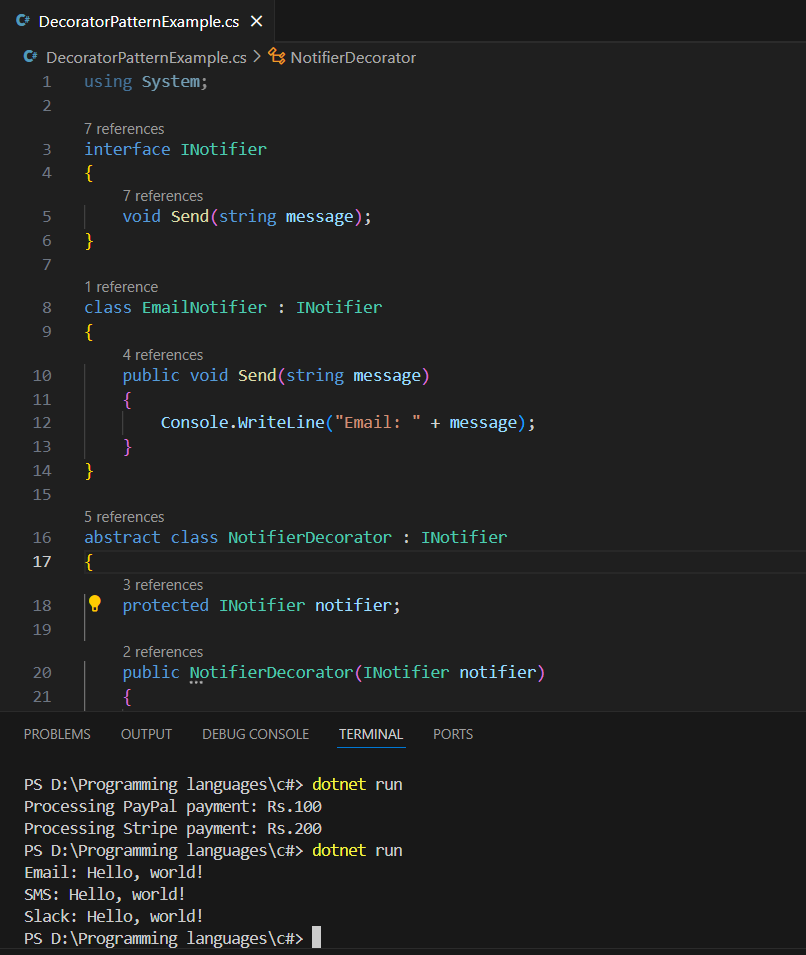 C# DecoratorPatternExample.cs ×
C# DecoratorPatternExample.cs > NotifierDecorator
1 using System;
2
7 references
3 interface INotifier
4 {
7 references
5 void Send(string message);
6 }
7
1 reference
8 class EmailNotifier : INotifier
9 {
4 references
10 public void Send(string message)
11 {
12 Console.WriteLine("Email: " + message);
13 }
14 }
15
5 references
16 abstract class NotifierDecorator : INotifier
17 {
3 references
18 protected INotifier notifier;
19
2 references
20 public NotifierDecorator(INotifier notifier)
21 {
PROBLEMS OUTPUT DEBUG CONSOLE TERMINAL PORTS
PS D:\Programming languages\c#> dotnet run
Processing PayPal payment: Rs.100
Processing Stripe payment: Rs.200
PS D:\Programming languages\c#> dotnet run
Email: Hello, world!
SMS: Hello, world!
Slack: Hello, world!
PS D:\Programming languages\c#>